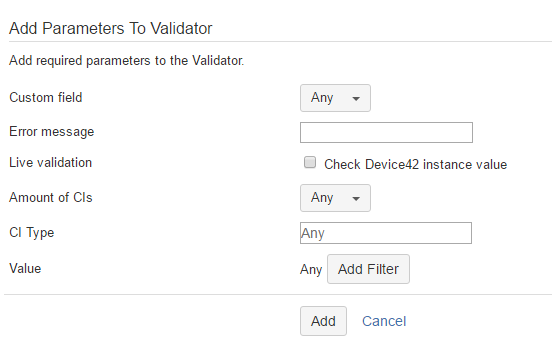 Add Parameters To Validator
Add required parameters to the Validator.
Custom field Any
Error message
Live validation Check Device42 instance value
Amount of CIs Any
CI Type Any
Value Any Add Filter
Add Cancel